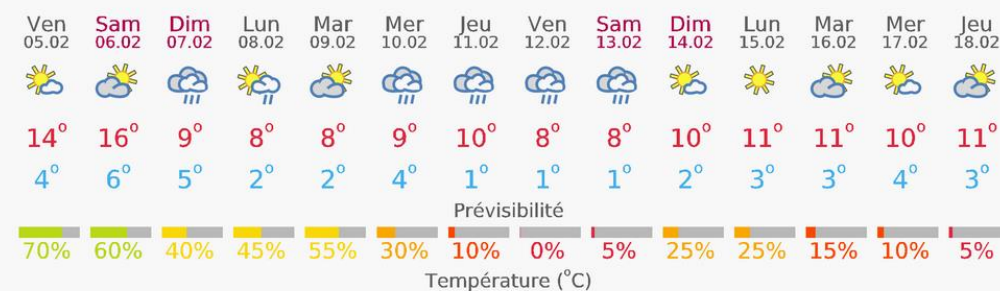 Ven Sam Dim Lun Mar Mer Jeu Ven Sam Dim Lun Mar Mer Jeu
05.02 06.02 07.02 08.02 09.02 10.02 11.02 12.02 13.02 14.02 15.02 16.02 17.02 18.02
14° 16° 9° 8° 8° 9° 10° 8° 8° 10° 11° 11° 10° 11°
4° 6° 5° 2° 2° 4° 1° 1° 1° 2° 3° 3° 4° 3°
Prévisibilité
70% 60% 40% 45% 55% 30% 10% 0% 5% 25% 25% 15% 10% 5%
Température (°C)